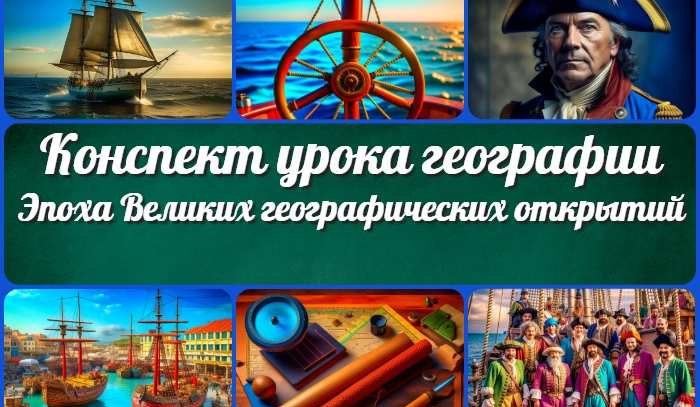 Конспект урока географии
Эпоха Великих географических открытий